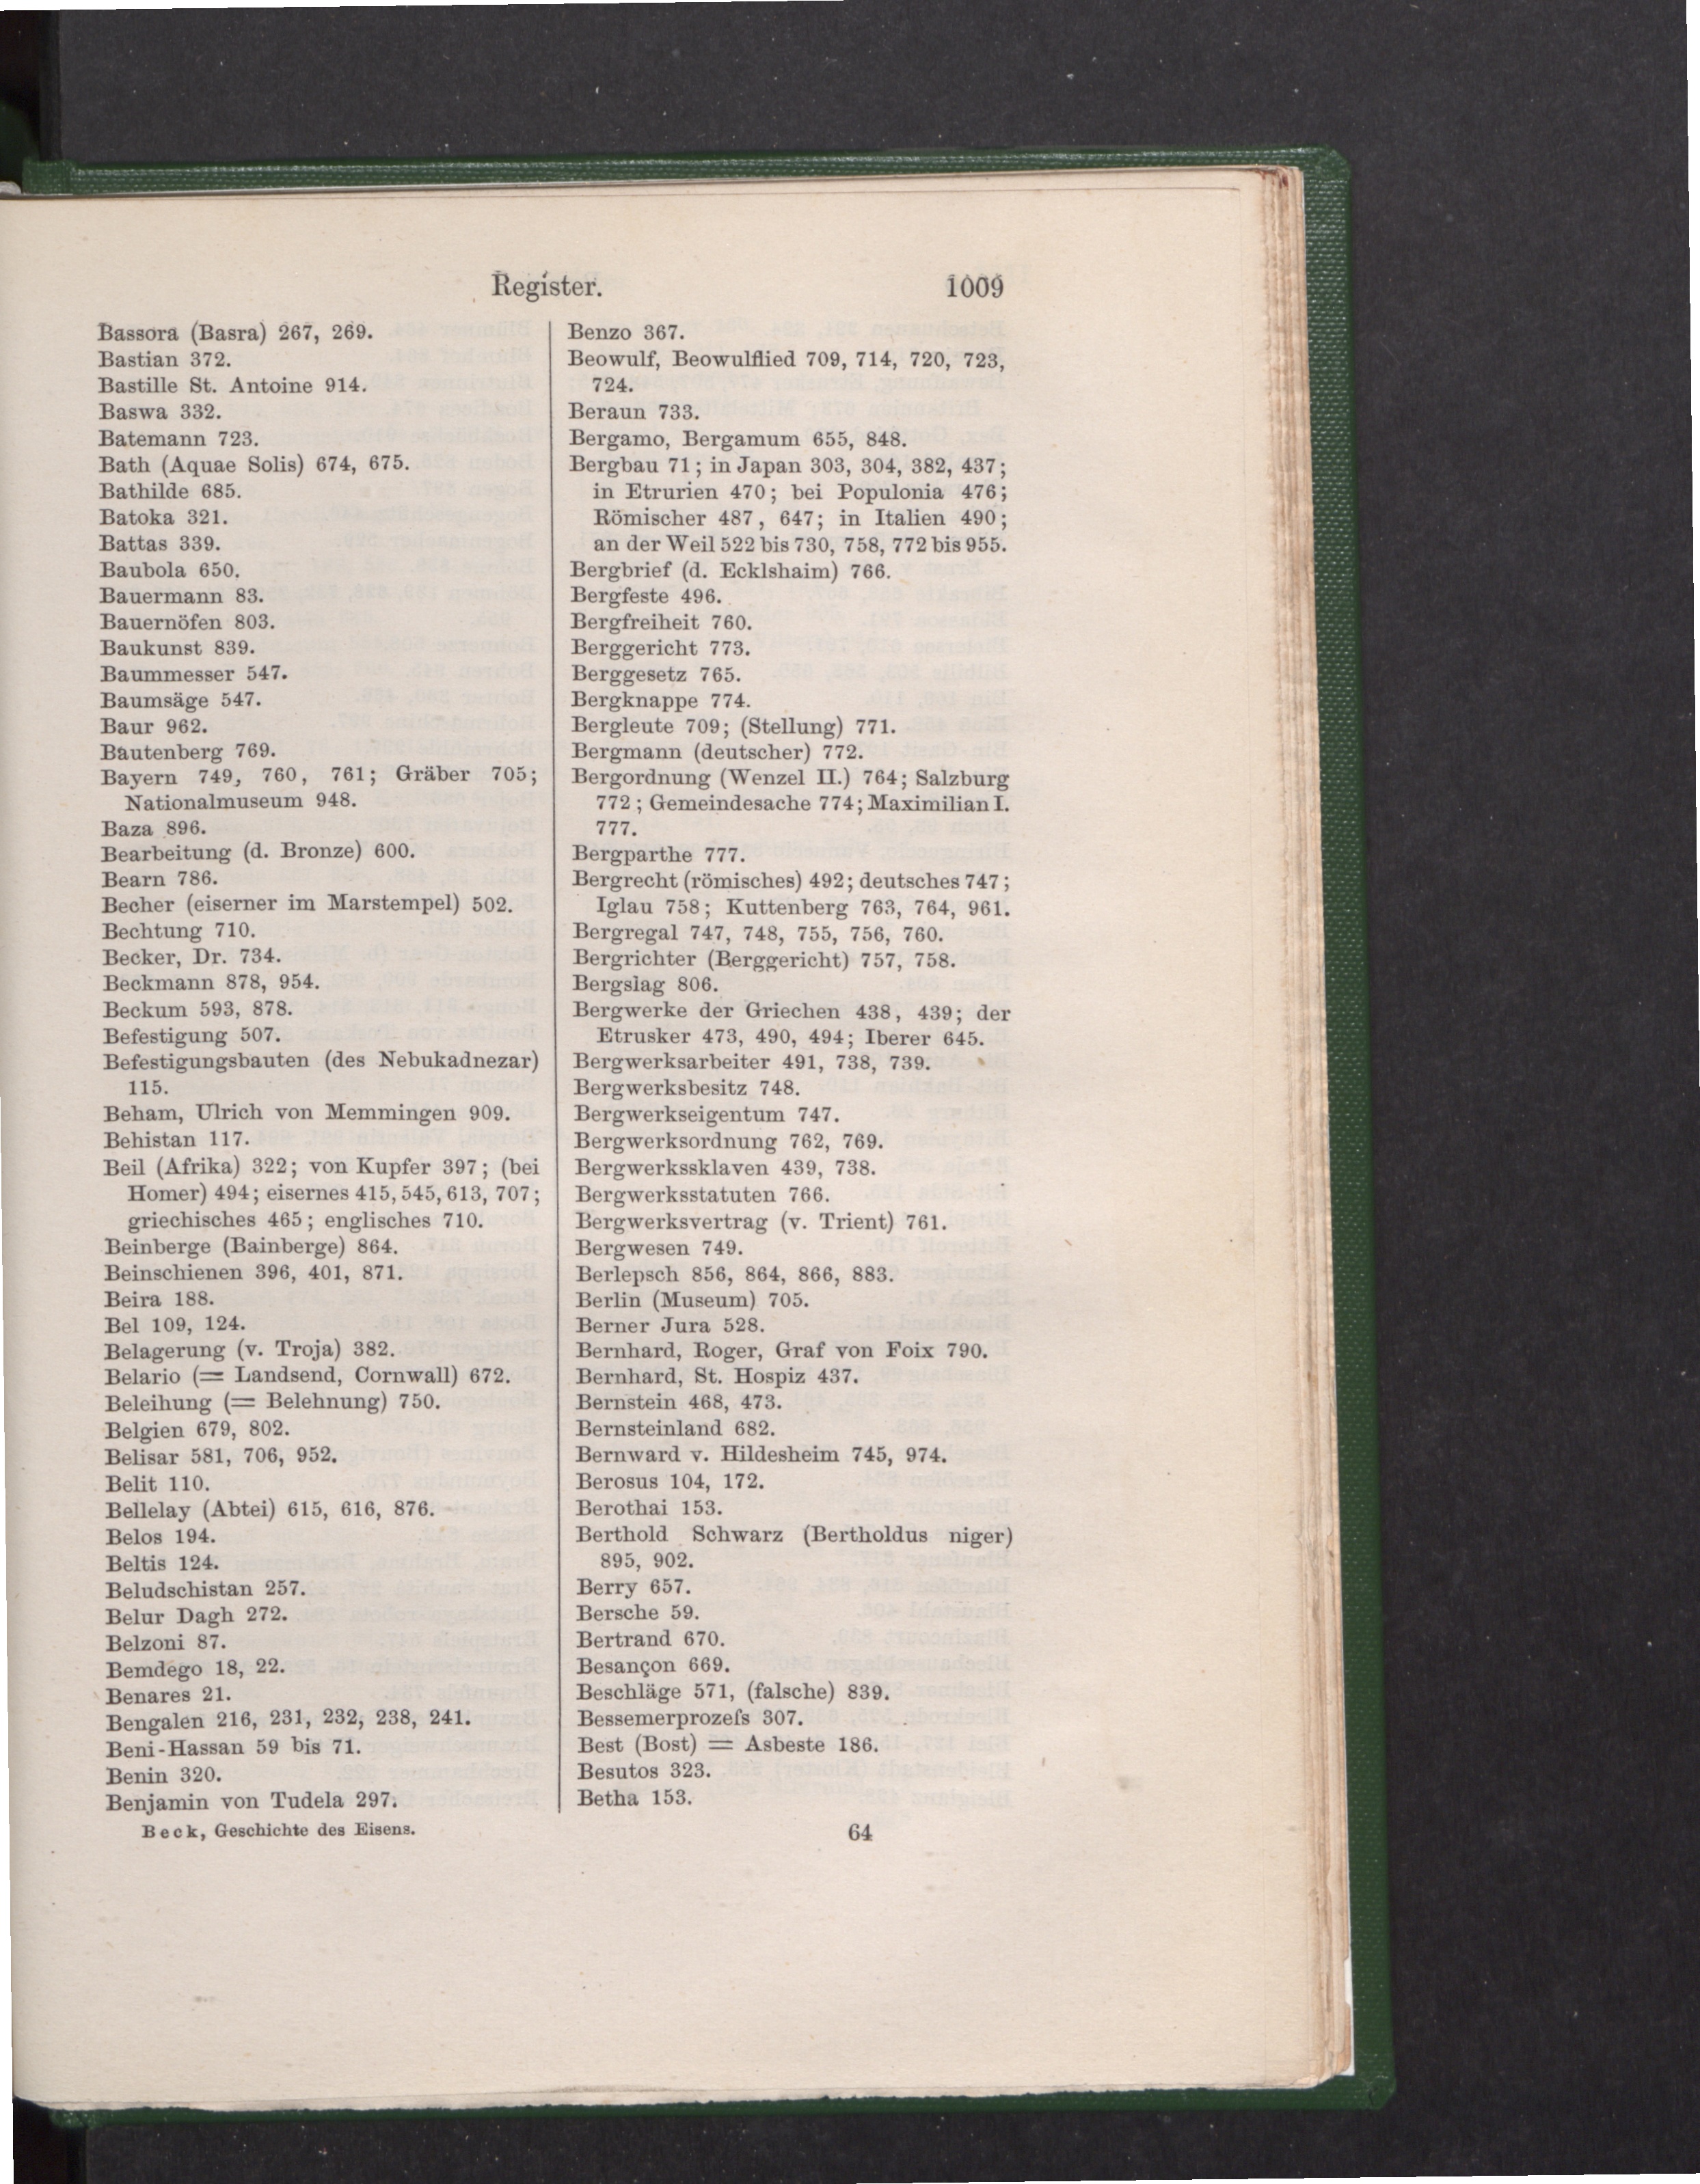 Register.
1009
Bassora (Basra) 267, 269.
Bastian 372.
Bastille St. Antoine 914.
Baswa 332.
Batemann 723.
Bath (Aquae Solis) 674, 675.
Bathilde 685.
Batoka 321.
Battas 339.
Baubola 650.
Bauermann 83.
Bauernöfen 803.
Baukunst 839.
Baummesser 547.
Baumsäge 547.
Baur 962.
Bautenberg 769.
Bayern 749, 760, 761; Gräber 705;
Nationalmuseum 948.
Baza 896.
Bearbeitung (d. Bronze) 600.
Bearn 786.
Becher (eiserner im Marstempel) 502.
Bechtung 710.
Becker, Dr. 734.
Beckmann 878, 954.
Beckum 593, 878.
Befestigung 507.
Befestigungsbauten (des Nebukadnezar)
115.
Beham, Ulrich von Memmingen 909.
Behistan 117.
Beil (Afrika) 322; von Kupfer 397; (bei
Homer) 494; eisernes 415, 545, 613, 707;
griechisches 465; englisches 710.
Beinberge (Bainberge) 864.
Beinschienen 396, 401, 871.
Beira 188.
Bel 109, 124.
Belagerung (v. Troja) 382.
Belario (= Landsend, Cornwall) 672.
Beleihung (= Belehnung) 750.
Belgien 679, 802.
Belisar 581, 706, 952.
Belit 110.
Bellelay (Abtei) 615, 616, 876.
Belos 194.
Beltis 124.
Beludschistan 257.
Belur Dagh 272.
Belzoni 87.
Bemdego 18, 22.
Benares 21.
Bengalen 216, 231, 232, 238, 241.
Beni-Hassan 59 bis 71.
Benin 320.
Benjamin von Tudela 297.
Benzo 367.
Beowulf, Beowulflied 709, 714, 720, 723,
724.
Beraun 733.
Bergamo, Bergamum 655, 848.
Bergbau 71; in Japan 303, 304, 382, 437;
in Etrurien 470; bei Populonia 476;
Römischer 487, 647; in Italien 490;
an der Weil 522 bis 730, 758, 772 bis 955.
Bergbrief (d. Ecklshaim) 766.
Bergfeste 496.
Bergfreiheit 760.
Berggericht 773.
Berggesetz 765.
Bergknappe 774.
Bergleute 709; (Stellung) 771.
Bergmann (deutscher) 772.
Bergordnung (Wenzel II.) 764; Salzburg
772; Gemeindesache 774; Maximilian I.
777.
Bergparthe 777.
Bergrecht (römisches) 492; deutsches 747;
Iglau 758; Kuttenberg 763, 764, 961.
Bergregal 747, 748, 755, 756, 760.
Bergrichter (Berggericht) 757, 758.
Bergslag 806.
Bergwerke der Griechen 438, 439; der
Etrusker 473, 490, 494; Iberer 645.
Bergwerksarbeiter 491, 738, 739.
Bergwerksbesitz 748.
Bergwerkseigentum 747.
Bergwerksordnung 762, 769.
Bergwerkssklaven 439, 738.
Bergwerksstatuten 766.
Bergwerksvertrag (v. Trient) 761.
Bergwesen 749.
Berlepsch 856, 864, 866, 883.
Berlin (Museum) 705.
Berner Jura 528.
Bernhard, Roger, Graf von Foix 790.
Bernhard, St. Hospiz 437.
Bernstein 468, 473.
Bernsteinland 682.
Bernward v. Hildesheim 745, 974.
Berosus 104, 172.
Berothai 153.
Berthold Schwarz (Bertholdus niger)
895, 902.
Berry 657.
Bersche 59.
Bertrand 670.
Besançon 669.
Beschläge 571, (falsche) 839.
Bessemerprozeſs 307.
Best (Bost) = Asbeste 186.
Besutos 323.
Betha 153.
Beck, Geschichte des Eisens.
64